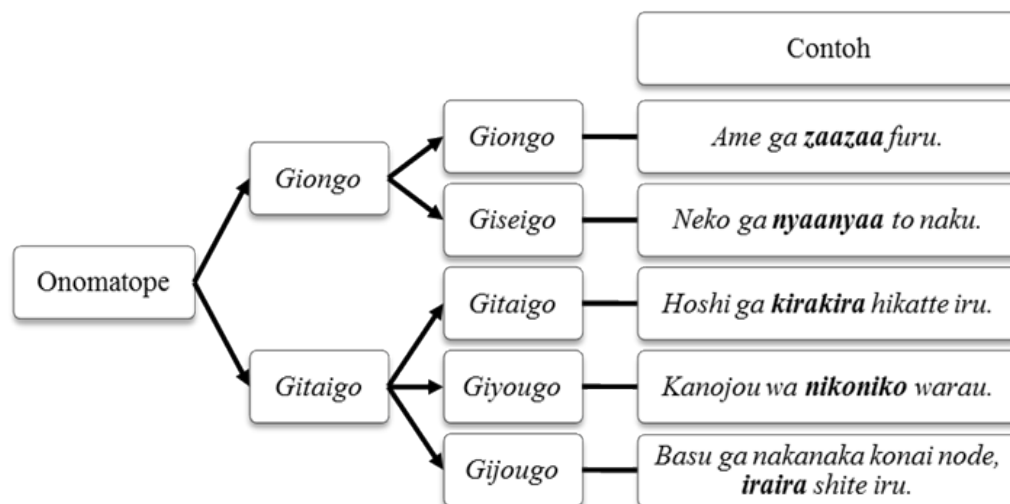 Contoh
Onomatope
Giongo
Giongo
Ame ga zaazaa furu.
Giseigo
Neko ga nyaanyaa to naku.
Gitaigo
Gitaigo
Hoshi ga kirakira hikatte iru.
Giyougo
Kanojou wa nikoniko warau.
Gijougo
Basu ga nakanaka konai node,
iraira shite iru.